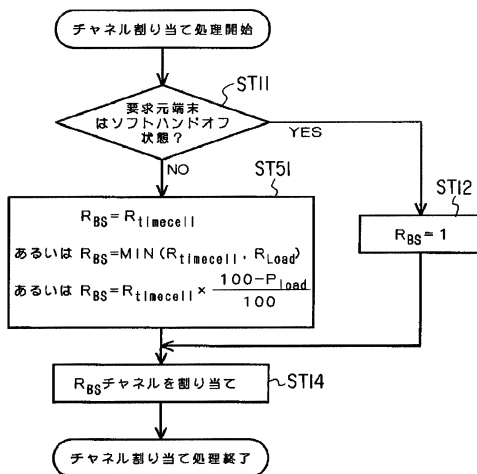 チャネル割り当て処理開始
ST11
要求元端末
はソフトハンドオフ
状態?
YES
NO
ST51
ST12
R_BS=R_timecell
あるいは R_BS=MIN(R_timecell, R_Load)
あるいは R_BS=R_timecell×(100-P_load)/100
R_BS=1
R_BSチャネルを割り当て
ST14
チャネル割り当て処理終了